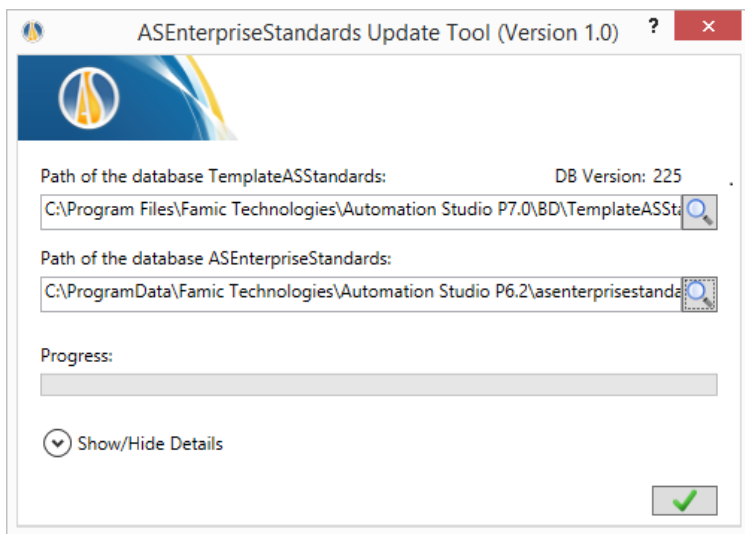 ASEnterpriseStandards Update Tool (Version 1.0) ?
Path of the database TemplateASStandards: DB Version: 225 .
C:\Program Files\Famic Technologies\Automation Studio P7.0\BD\TemplateASSta
Path of the database ASEnterpriseStandards:
C:\ProgramData\Famic Technologies\Automation Studio P6.2\asenterprisestanda
Progress:
Show/Hide Details